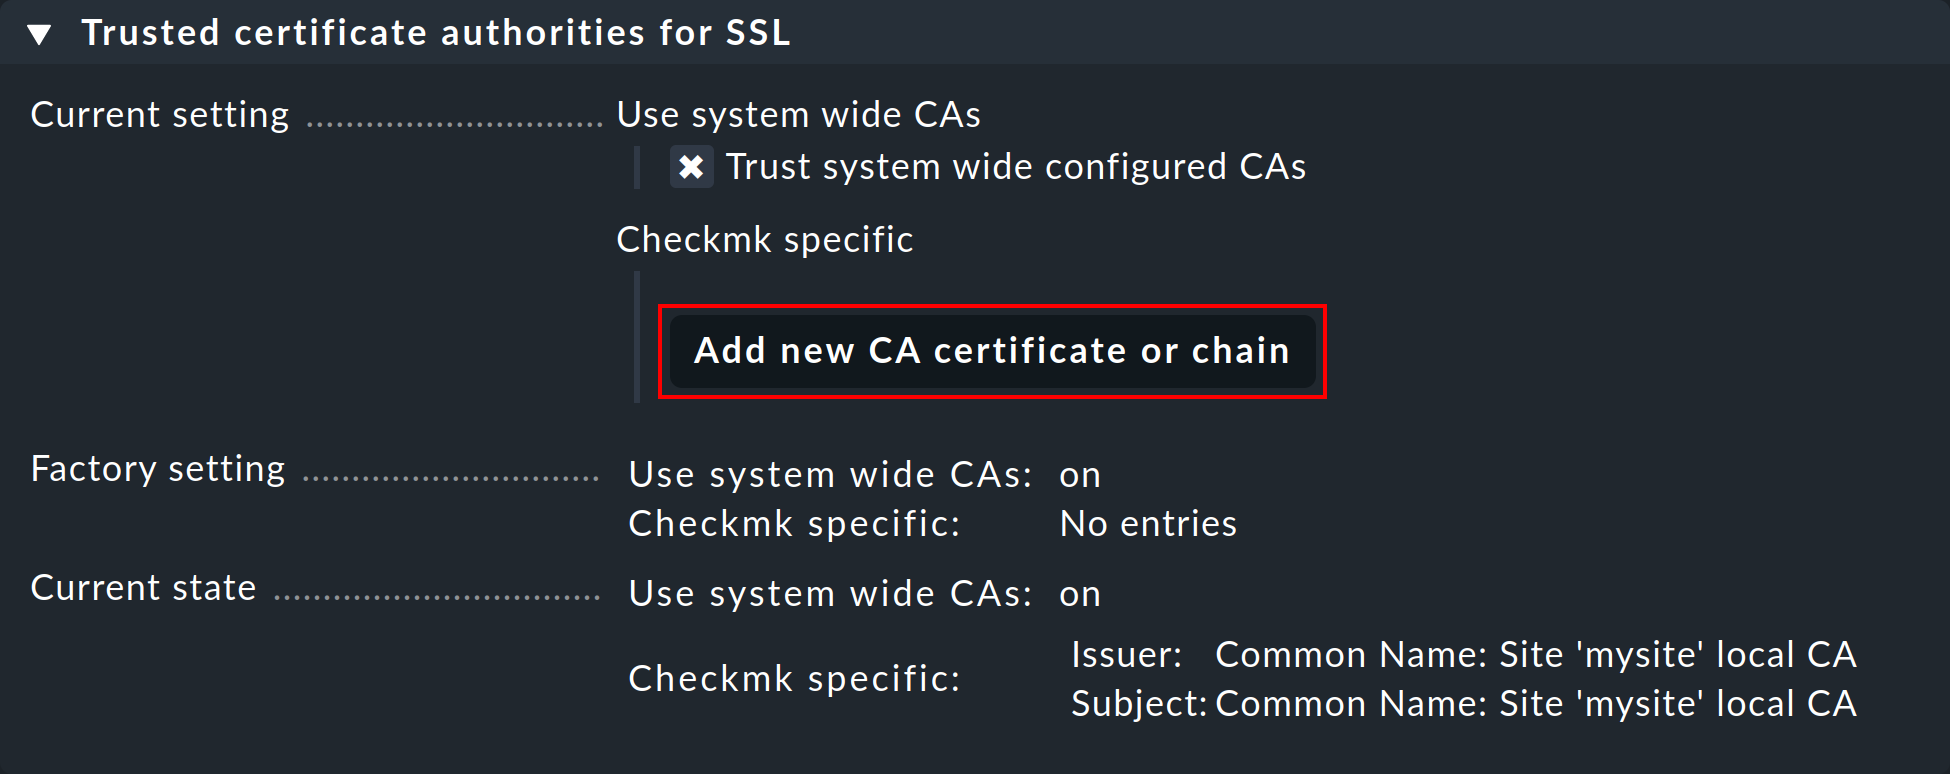 Trusted certificate authorities for SSL
Current setting Use system wide CAs
Trust system wide configured CAs
Checkmk specific
Add new CA certificate or chain
Factory setting Use system wide CAs: on
Checkmk specific: No entries
Current state Use system wide CAs: on
Checkmk specific: Issuer: Common Name: Site 'mysite' local CA
Subject: Common Name: Site 'mysite' local CA